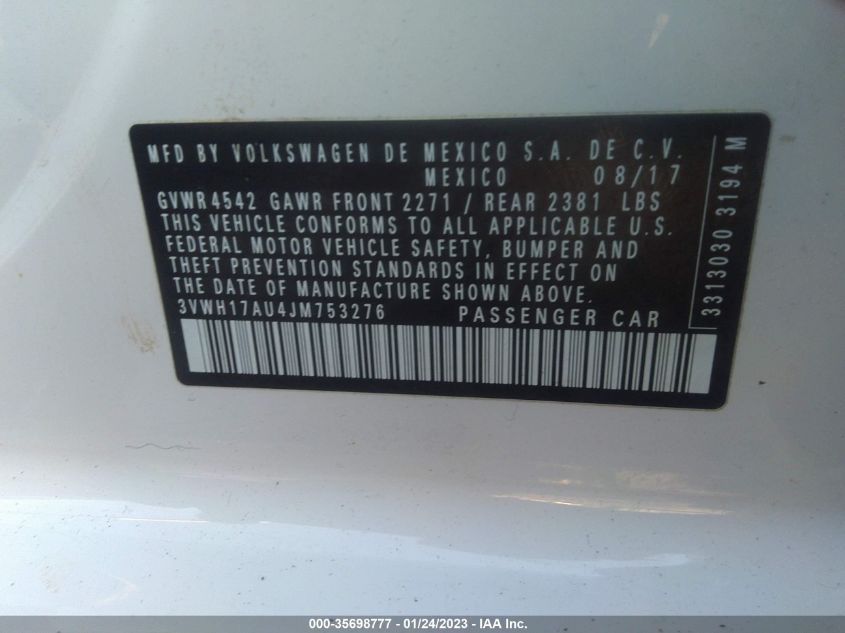 MFD BY VOLKSWAGEN DE MEXICO S.A. DE C.V.
MEXICO 08/17
GVWR 4542 GAWR FRONT 2271 / REAR 2381 LBS
THIS VEHICLE CONFORMS TO ALL APPLICABLE U.S.
FEDERAL MOTOR VEHICLE SAFETY, BUMPER AND
THEFT PREVENTION STANDARDS IN EFFECT ON
THE DATE OF MANUFACTURE SHOWN ABOVE.
3VWH17AU4JM753276 PASSENGER CAR
3313030 3194 M
000-35698777 - 01/24/2023 - IAA Inc.